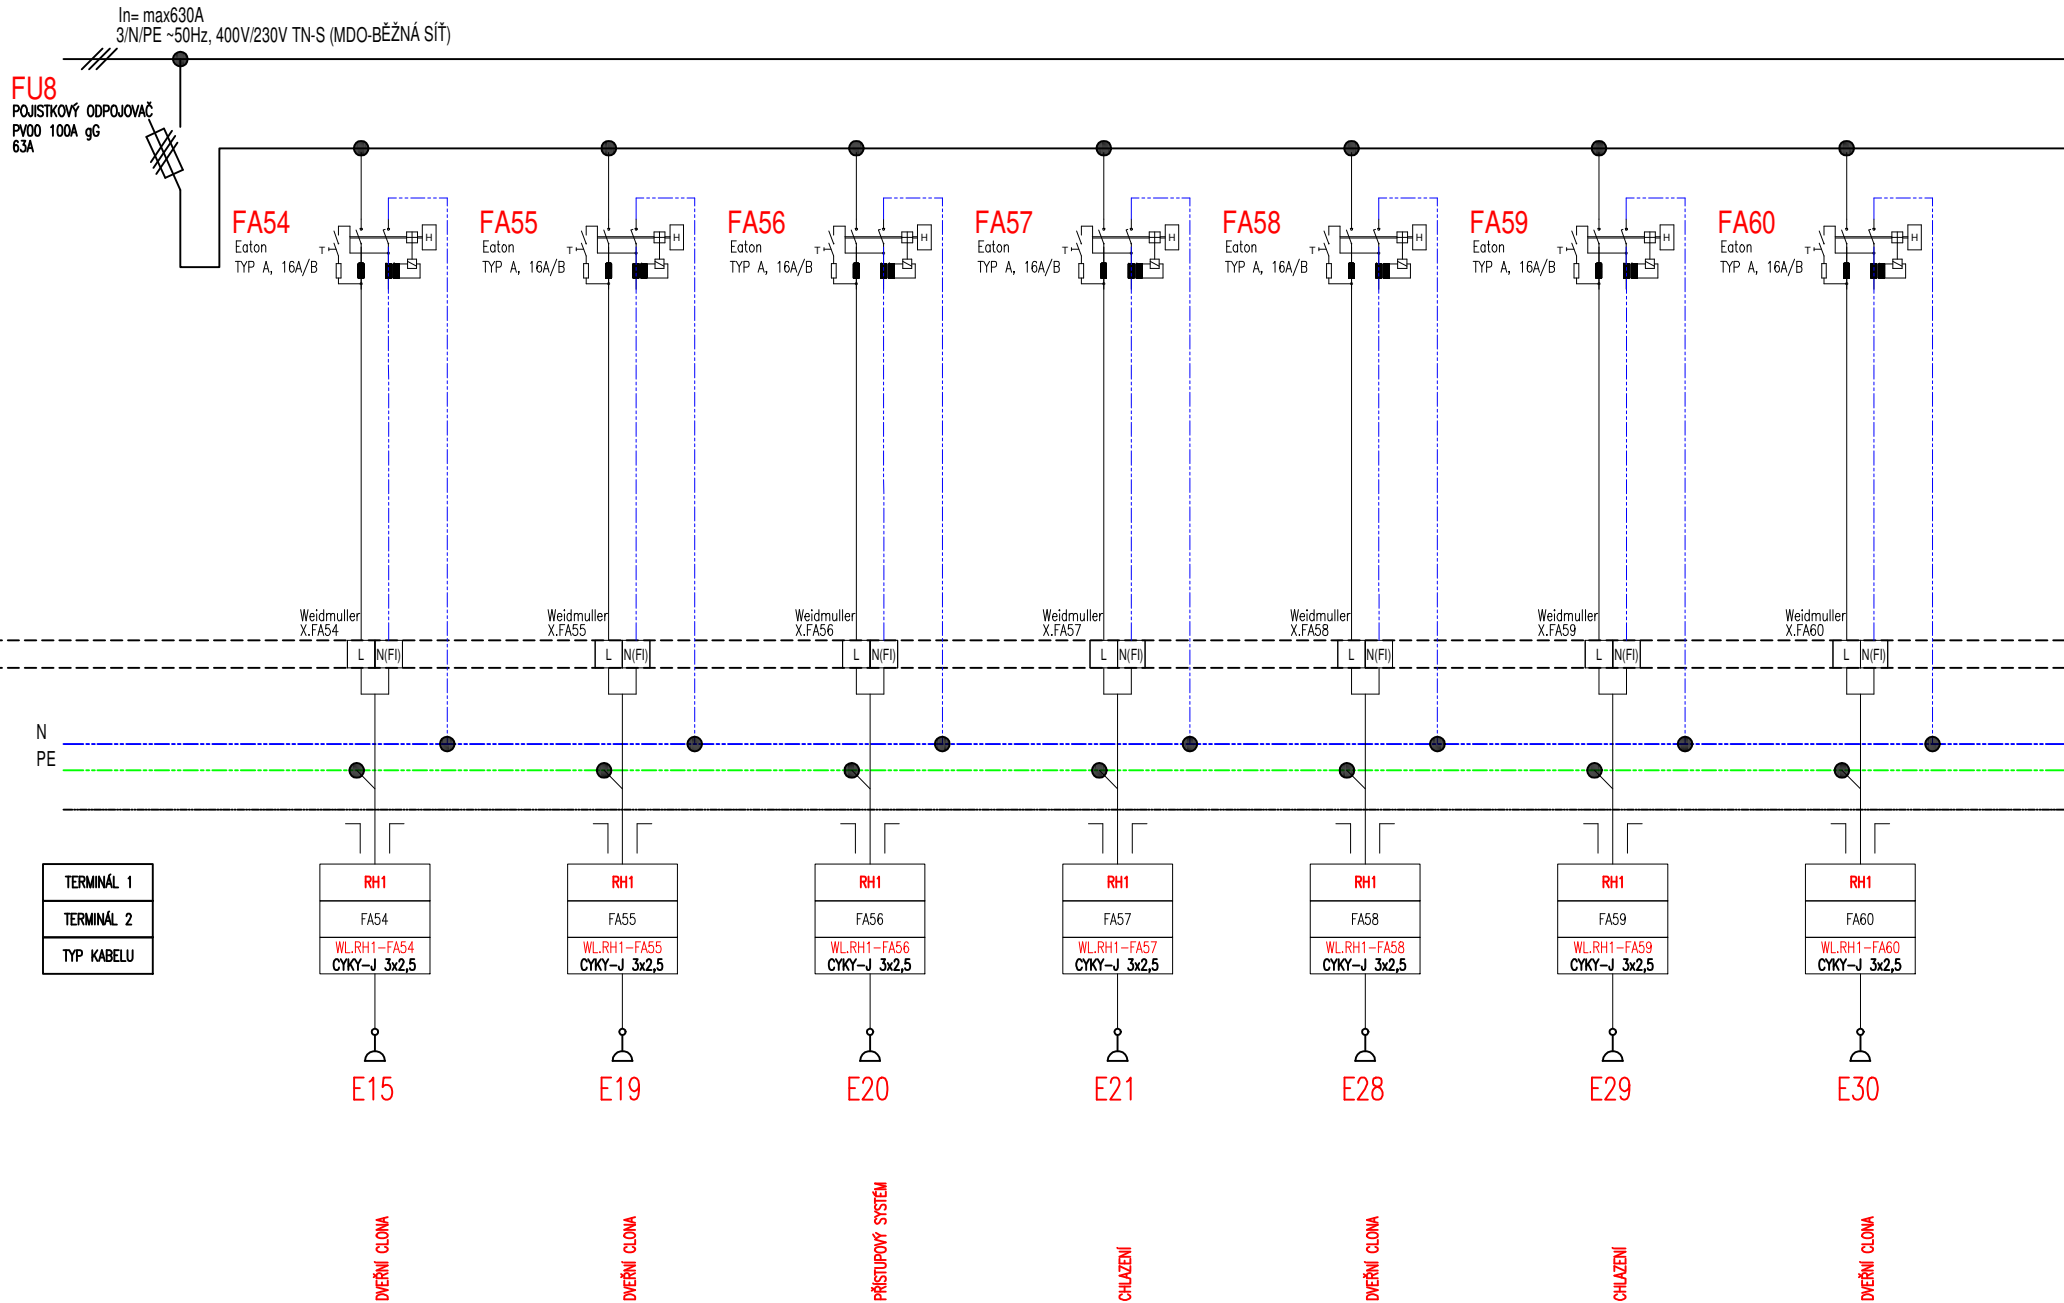 In= max630A
3/N/PE ~50Hz, 400V/230V TN-S (MDO-BĚŽNÁ SÍŤ)
FU8
POJISTKOVÝ ODPOJOVAČ
PV00 100A gG
63A
FA54
Eaton
TYP A, 16A/B
T
H
FA55
Eaton
TYP A, 16A/B
T
H
FA56
Eaton
TYP A, 16A/B
T
H
FA57
Eaton
TYP A, 16A/B
T
H
FA58
Eaton
TYP A, 16A/B
T
H
FA59
Eaton
TYP A, 16A/B
T
H
FA60
Eaton
TYP A, 16A/B
T
H
Weidmuller
X.FA54
L N(FI)
Weidmuller
X.FA55
L N(FI)
Weidmuller
X.FA56
L N(FI)
Weidmuller
X.FA57
L N(FI)
Weidmuller
X.FA58
L N(FI)
Weidmuller
X.FA59
L N(FI)
Weidmuller
X.FA60
L N(FI)
N
PE
TERMINÁL 1
TERMINÁL 2
TYP KABELU
RH1
FA54
WL.RH1-FA54
CYKY-J 3x2,5
RH1
FA55
WL.RH1-FA55
CYKY-J 3x2,5
RH1
FA56
WL.RH1-FA56
CYKY-J 3x2,5
RH1
FA57
WL.RH1-FA57
CYKY-J 3x2,5
RH1
FA58
WL.RH1-FA58
CYKY-J 3x2,5
RH1
FA59
WL.RH1-FA59
CYKY-J 3x2,5
RH1
FA60
WL.RH1-FA60
CYKY-J 3x2,5
E15
E19
E20
E21
E28
E29
E30
DVEŘNÍ CLONA
DVEŘNÍ CLONA
PŘÍSTUPOVÝ SYSTÉM
CHLAZENÍ
DVEŘNÍ CLONA
CHLAZENÍ
DVEŘNÍ CLONA